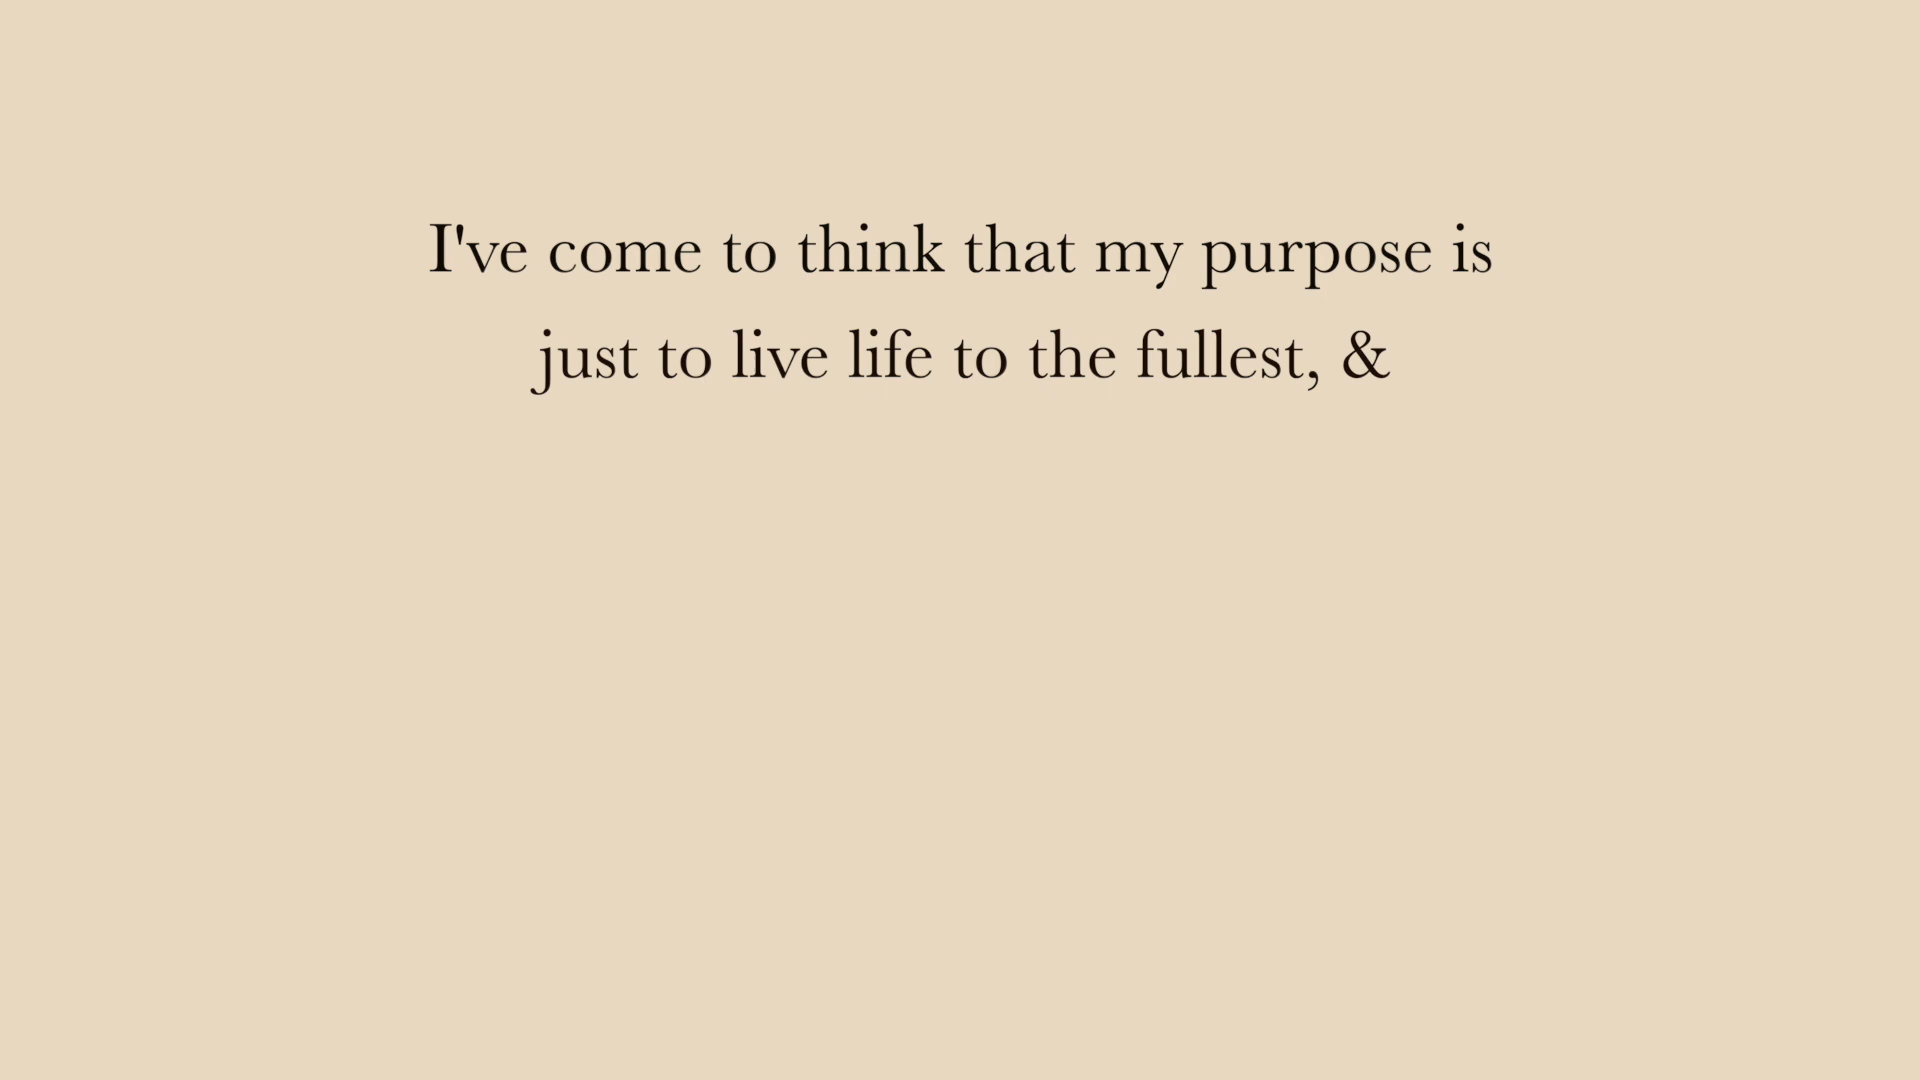 I've come to think that my purpose is
just to live life to the fullest, &